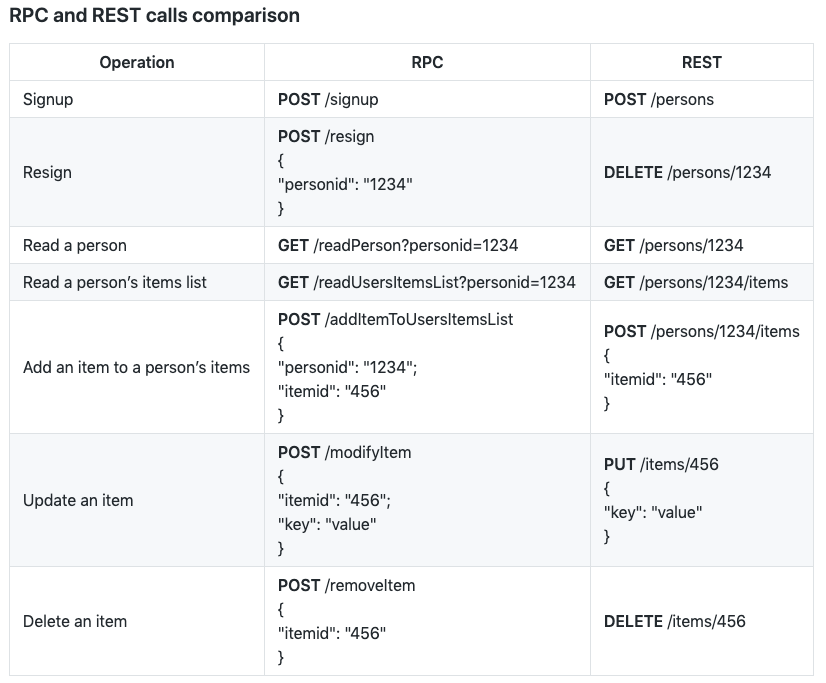 RPC and REST calls comparison
Operation RPC REST
Signup POST /signup POST /persons
Resign
POST /resign
{
"personid": "1234"
}
DELETE /persons/1234
Read a person GET /readPerson?personid=1234 GET /persons/1234
Read a person’s items list GET /readUsersItemsList?personid=1234 GET /persons/1234/items
Add an item to a person’s items
POST /addItemToUsersItemsList
{
"personid": "1234";
"itemid": "456"
}
POST /persons/1234/items
{
"itemid": "456"
}
Update an item
POST /modifyItem
{
"itemid": "456";
"key": "value"
}
PUT /items/456
{
"key": "value"
}
Delete an item
POST /removeItem
{
"itemid": "456"
}
DELETE /items/456